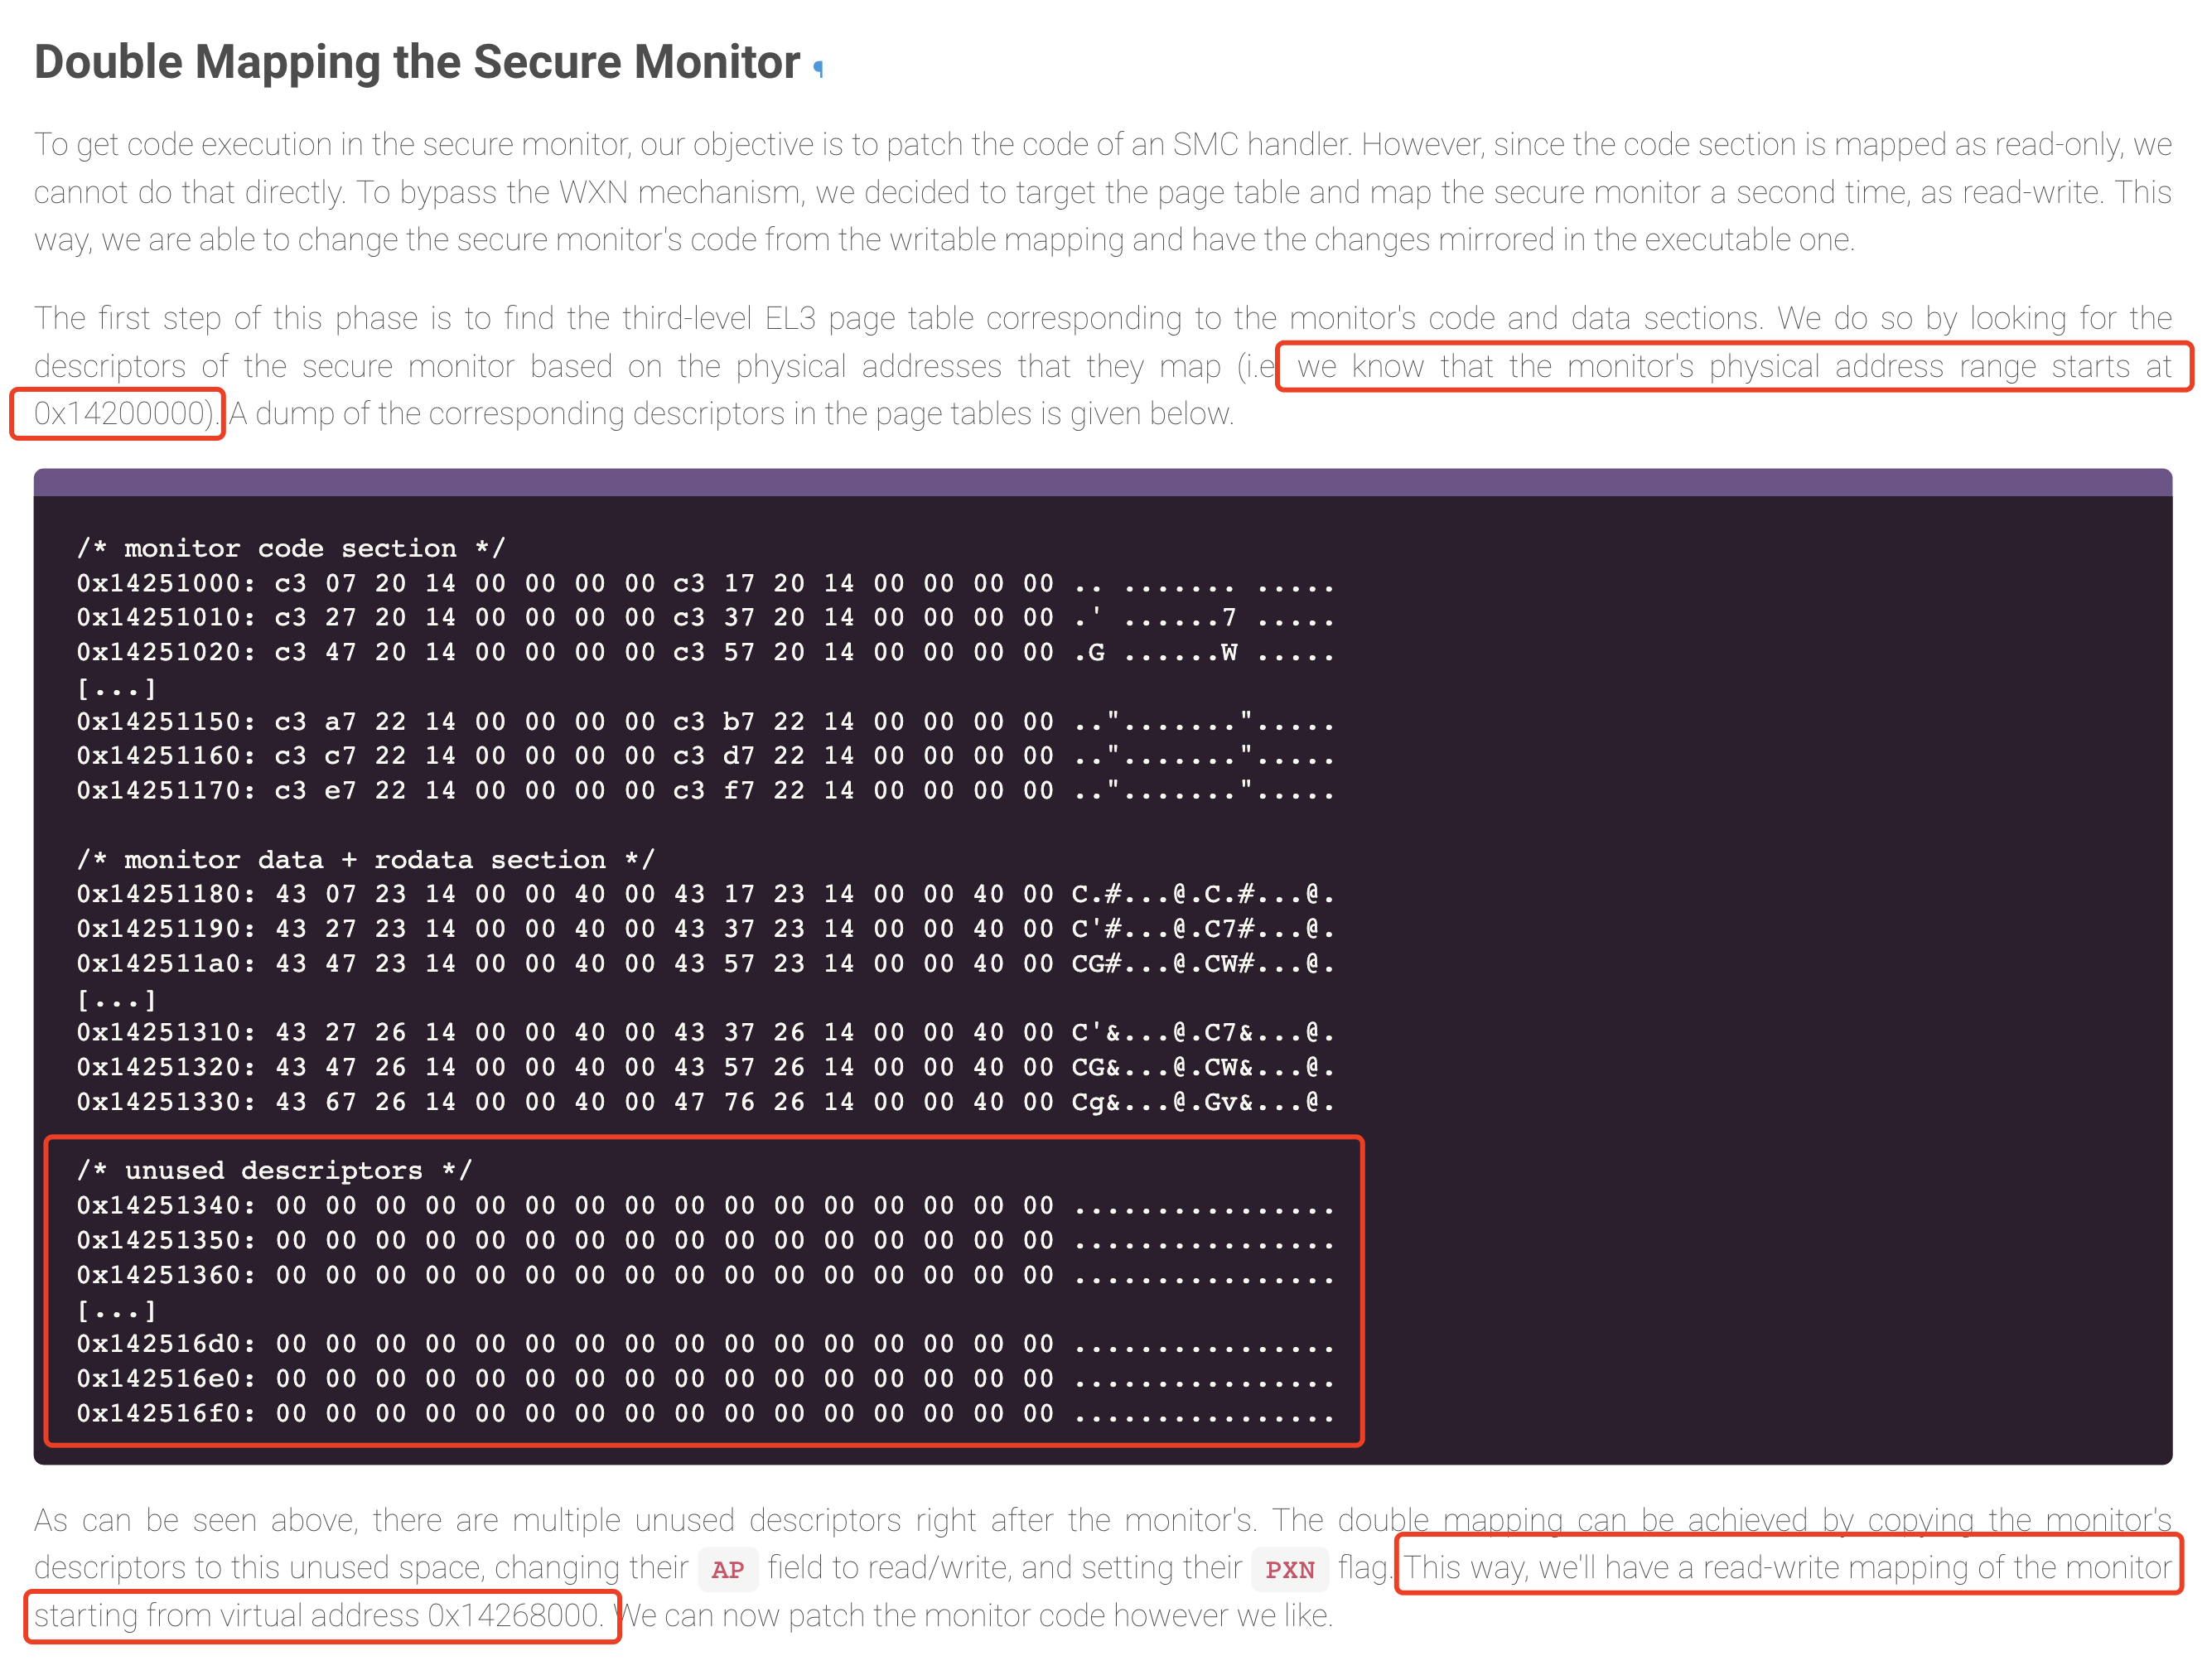 Double Mapping the Secure Monitor ¶
To get code execution in the secure monitor, our objective is to patch the code of an SMC handler. However, since the code section is mapped as read-only, we
cannot do that directly. To bypass the WXN mechanism, we decided to target the page table and map the secure monitor a second time, as read-write. This
way, we are able to change the secure monitor's code from the writable mapping and have the changes mirrored in the executable one.
The first step of this phase is to find the third-level EL3 page table corresponding to the monitor's code and data sections. We do so by looking for the
descriptors of the secure monitor based on the physical addresses that they map (i.e. we know that the monitor's physical address range starts at
0x14200000). A dump of the corresponding descriptors in the page tables is given below.
/* monitor code section */
0x14251000: c3 07 20 14 00 00 00 00 c3 17 20 14 00 00 00 00 .. ....... .....
0x14251010: c3 27 20 14 00 00 00 00 c3 37 20 14 00 00 00 00 .' ......7 .....
0x14251020: c3 47 20 14 00 00 00 00 c3 57 20 14 00 00 00 00 .G ......W .....
[...]
0x14251150: c3 a7 22 14 00 00 00 00 c3 b7 22 14 00 00 00 00 ..".......".....
0x14251160: c3 c7 22 14 00 00 00 00 c3 d7 22 14 00 00 00 00 ..".......".....
0x14251170: c3 e7 22 14 00 00 00 00 c3 f7 22 14 00 00 00 00 ..".......".....
/* monitor data + rodata section */
0x14251180: 43 07 23 14 00 00 40 00 43 17 23 14 00 00 40 00 C.#...@.C.#...@.
0x14251190: 43 27 23 14 00 00 40 00 43 37 23 14 00 00 40 00 C'#...@.C7#...@.
0x142511a0: 43 47 23 14 00 00 40 00 43 57 23 14 00 00 40 00 CG#...@.CW#...@.
[...]
0x14251310: 43 27 26 14 00 00 40 00 43 37 26 14 00 00 40 00 C'&...@.C7&...@.
0x14251320: 43 47 26 14 00 00 40 00 43 57 26 14 00 00 40 00 CG&...@.CW&...@.
0x14251330: 43 67 26 14 00 00 40 00 47 76 26 14 00 00 40 00 Cg&...@.Gv&...@.
/* unused descriptors */
0x14251340: 00 00 00 00 00 00 00 00 00 00 00 00 00 00 00 00 ................
0x14251350: 00 00 00 00 00 00 00 00 00 00 00 00 00 00 00 00 ................
0x14251360: 00 00 00 00 00 00 00 00 00 00 00 00 00 00 00 00 ................
[...]
0x142516d0: 00 00 00 00 00 00 00 00 00 00 00 00 00 00 00 00 ................
0x142516e0: 00 00 00 00 00 00 00 00 00 00 00 00 00 00 00 00 ................
0x142516f0: 00 00 00 00 00 00 00 00 00 00 00 00 00 00 00 00 ................
As can be seen above, there are multiple unused descriptors right after the monitor's. The double mapping can be achieved by copying the monitor's
descriptors to this unused space, changing their AP field to read/write, and setting their PXN flag. This way, we'll have a read-write mapping of the monitor
starting from virtual address 0x14268000. We can now patch the monitor code however we like.